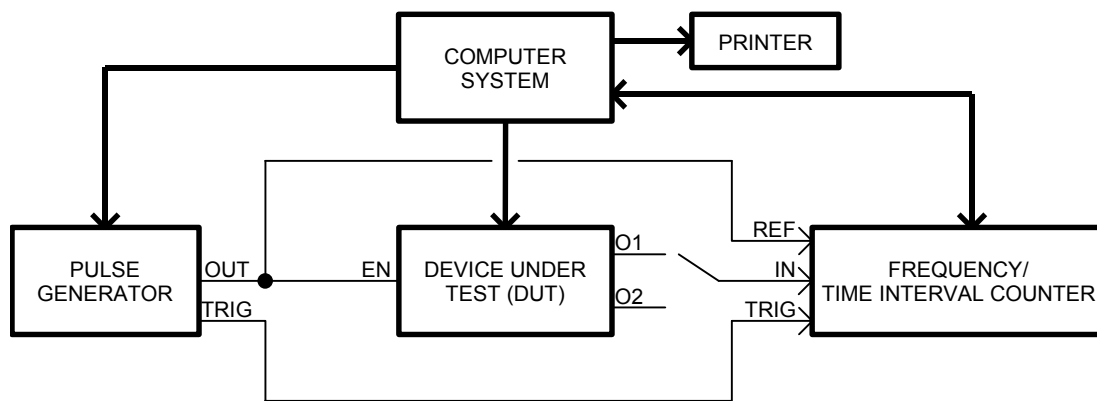 COMPUTER
SYSTEM
PRINTER
PULSE
GENERATOR
OUT
TRIG
EN
DEVICE UNDER
TEST (DUT)
O1
O2
REF
IN
TRIG
FREQUENCY/
TIME INTERVAL COUNTER